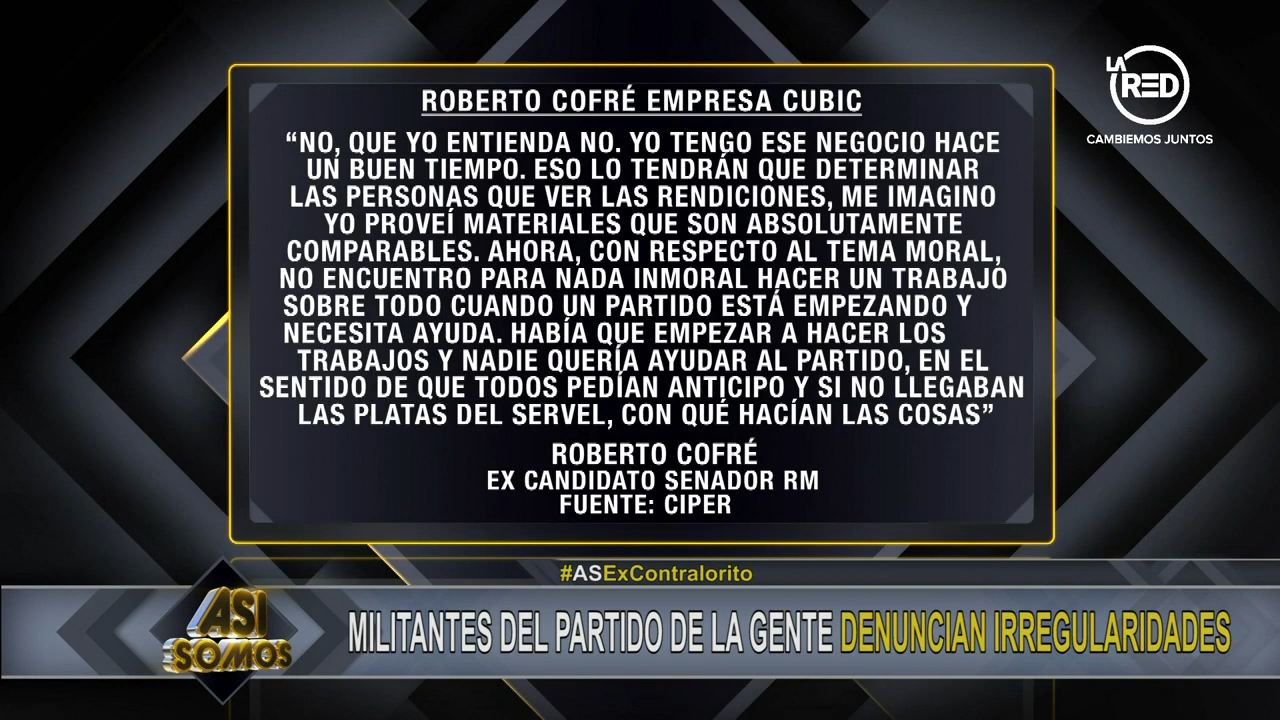 ROBERTO COFRÉ EMPRESA CUBIC
“NO, QUE YO ENTIENDA NO. YO TENGO ESE NEGOCIO HACE
UN BUEN TIEMPO. ESO LO TENDRÁN QUE DETERMINAR
LAS PERSONAS QUE VER LAS RENDICIONES, ME IMAGINO
YO PROVEÍ MATERIALES QUE SON ABSOLUTAMENTE
COMPARABLES. AHORA, CON RESPECTO AL TEMA MORAL,
NO ENCUENTRO PARA NADA INMORAL HACER UN TRABAJO
SOBRE TODO CUANDO UN PARTIDO ESTÁ EMPEZANDO Y
NECESITA AYUDA. HABÍA QUE EMPEZAR A HACER LOS
TRABAJOS Y NADIE QUERÍA AYUDAR AL PARTIDO, EN EL
SENTIDO DE QUE TODOS PEDÍAN ANTICIPO Y SI NO LLEGABAN
LAS PLATAS DEL SERVEL, CON QUÉ HACÍAN LAS COSAS”
ROBERTO COFRÉ
EX CANDIDATO SENADOR RM
FUENTE: CIPER
LA
RED
CAMBIEMOS JUNTOS
#ASExContralorito
ASI
SOMOS
MILITANTES DEL PARTIDO DE LA GENTE DENUNCIAN IRREGULARIDADES